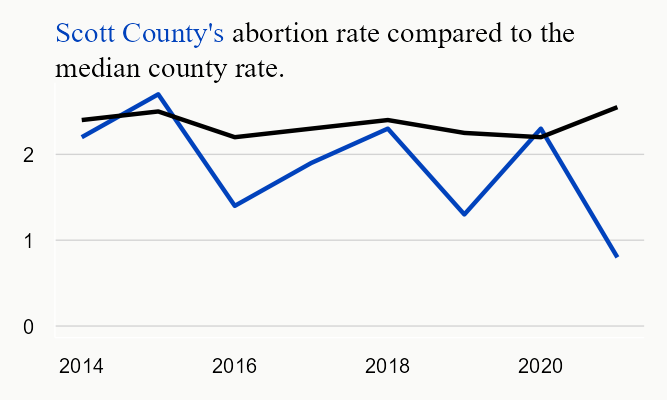 Scott County's abortion rate compared to the
median county rate.
2
1
0
2014 2016 2018 2020